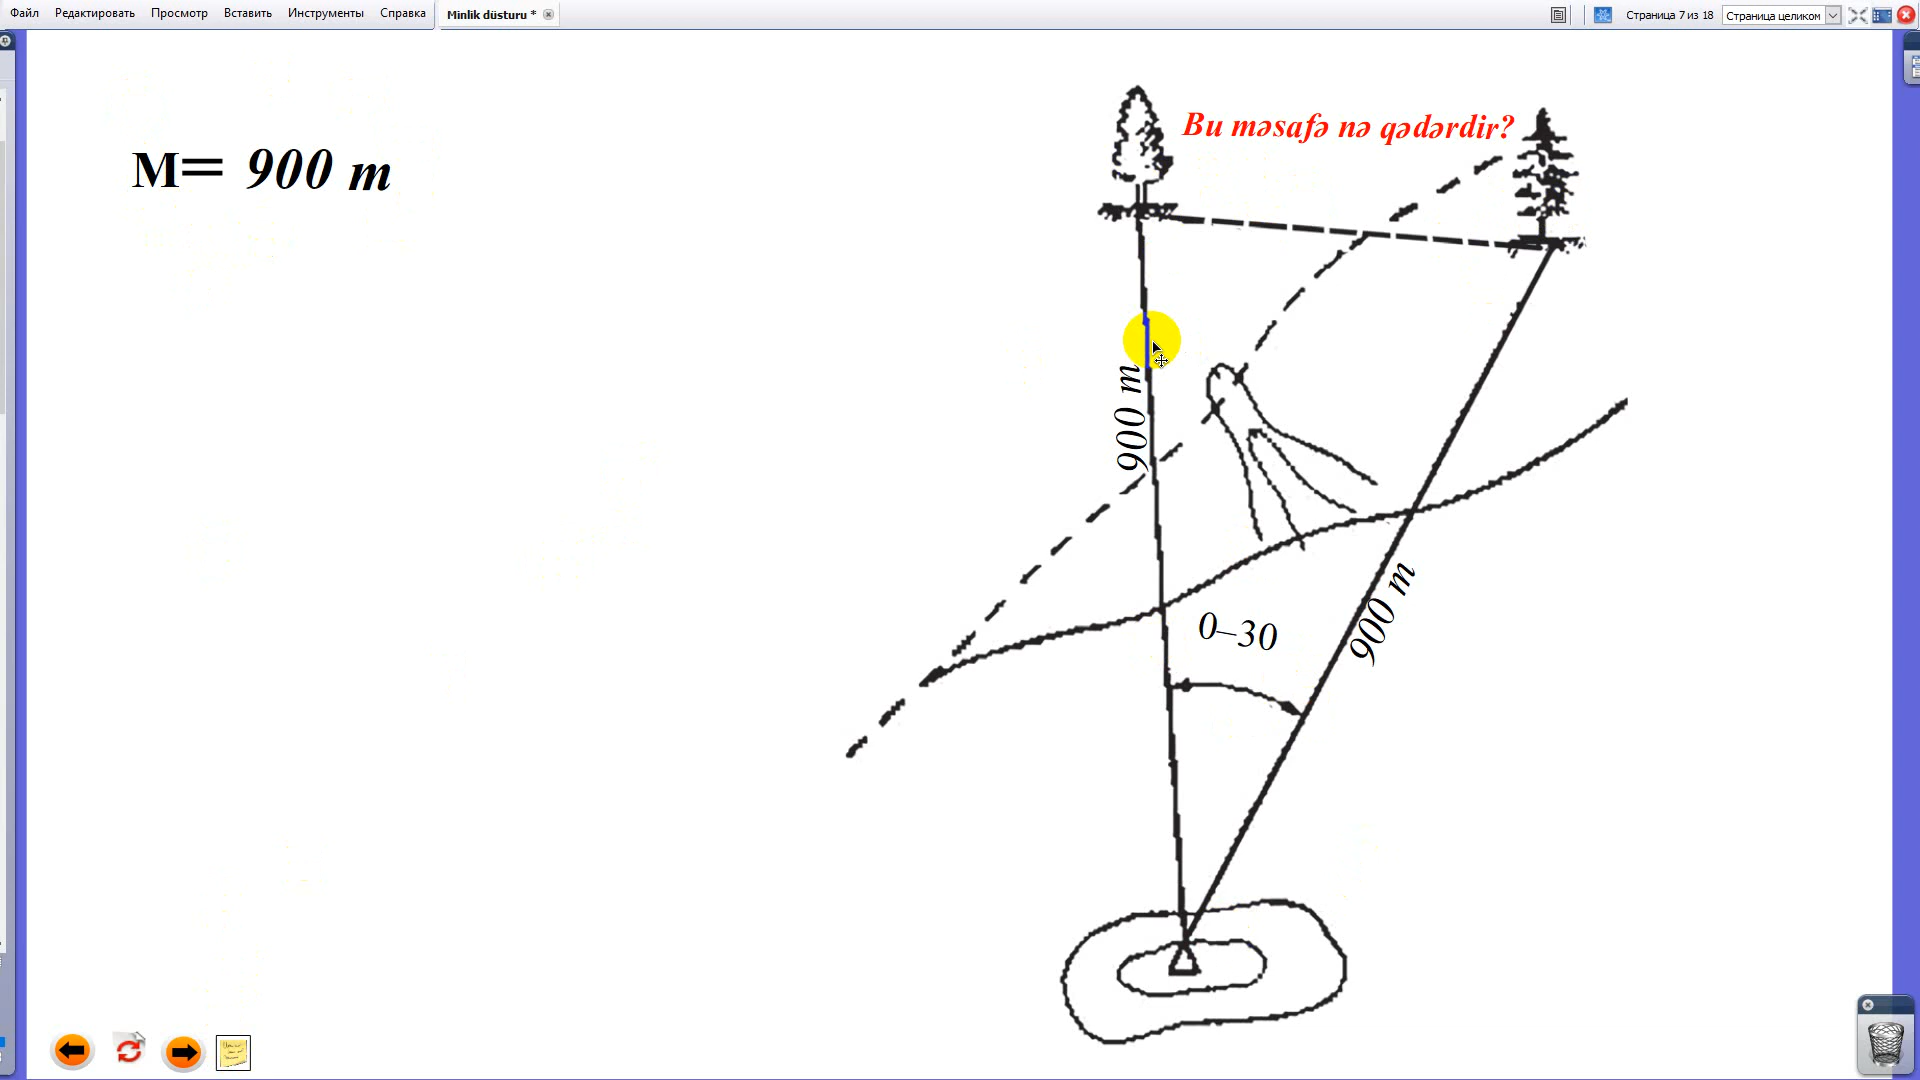 Файл Редактировать Просмотр Вставить Инструменты Справка Minlik düsturu * Страница 7 из 18 Страница целиком
Bu məsafə nə qədərdir?
M= 900 m
900 m
900 m
0–30